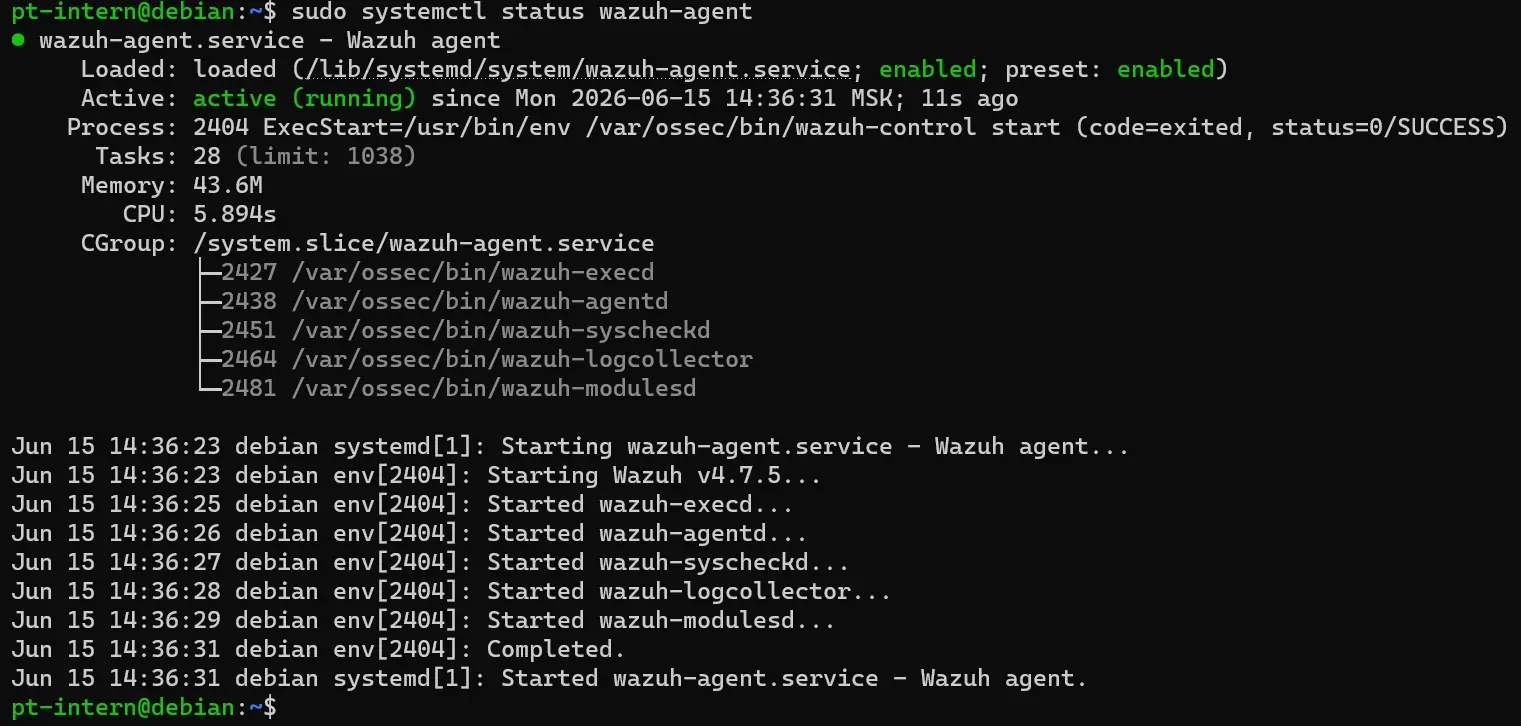 pt-intern@debian:~$ sudo systemctl status wazuh-agent
● wazuh-agent.service - Wazuh agent
     Loaded: loaded (/lib/systemd/system/wazuh-agent.service; enabled; preset: enabled)
     Active: active (running) since Mon 2026-06-15 14:36:31 MSK; 11s ago
    Process: 2404 ExecStart=/usr/bin/env /var/ossec/bin/wazuh-control start (code=exited, status=0/SUCCESS)
      Tasks: 28 (limit: 1038)
     Memory: 43.6M
        CPU: 5.894s
     CGroup: /system.slice/wazuh-agent.service
             ├─2427 /var/ossec/bin/wazuh-execd
             ├─2438 /var/ossec/bin/wazuh-agentd
             ├─2451 /var/ossec/bin/wazuh-syscheckd
             ├─2464 /var/ossec/bin/wazuh-logcollector
             └─2481 /var/ossec/bin/wazuh-modulesd

Jun 15 14:36:23 debian systemd[1]: Starting wazuh-agent.service - Wazuh agent...
Jun 15 14:36:23 debian env[2404]: Starting Wazuh v4.7.5...
Jun 15 14:36:25 debian env[2404]: Started wazuh-execd...
Jun 15 14:36:26 debian env[2404]: Started wazuh-agentd...
Jun 15 14:36:27 debian env[2404]: Started wazuh-syscheckd...
Jun 15 14:36:28 debian env[2404]: Started wazuh-logcollector...
Jun 15 14:36:29 debian env[2404]: Started wazuh-modulesd...
Jun 15 14:36:31 debian env[2404]: Completed.
Jun 15 14:36:31 debian systemd[1]: Started wazuh-agent.service - Wazuh agent.
pt-intern@debian:~$